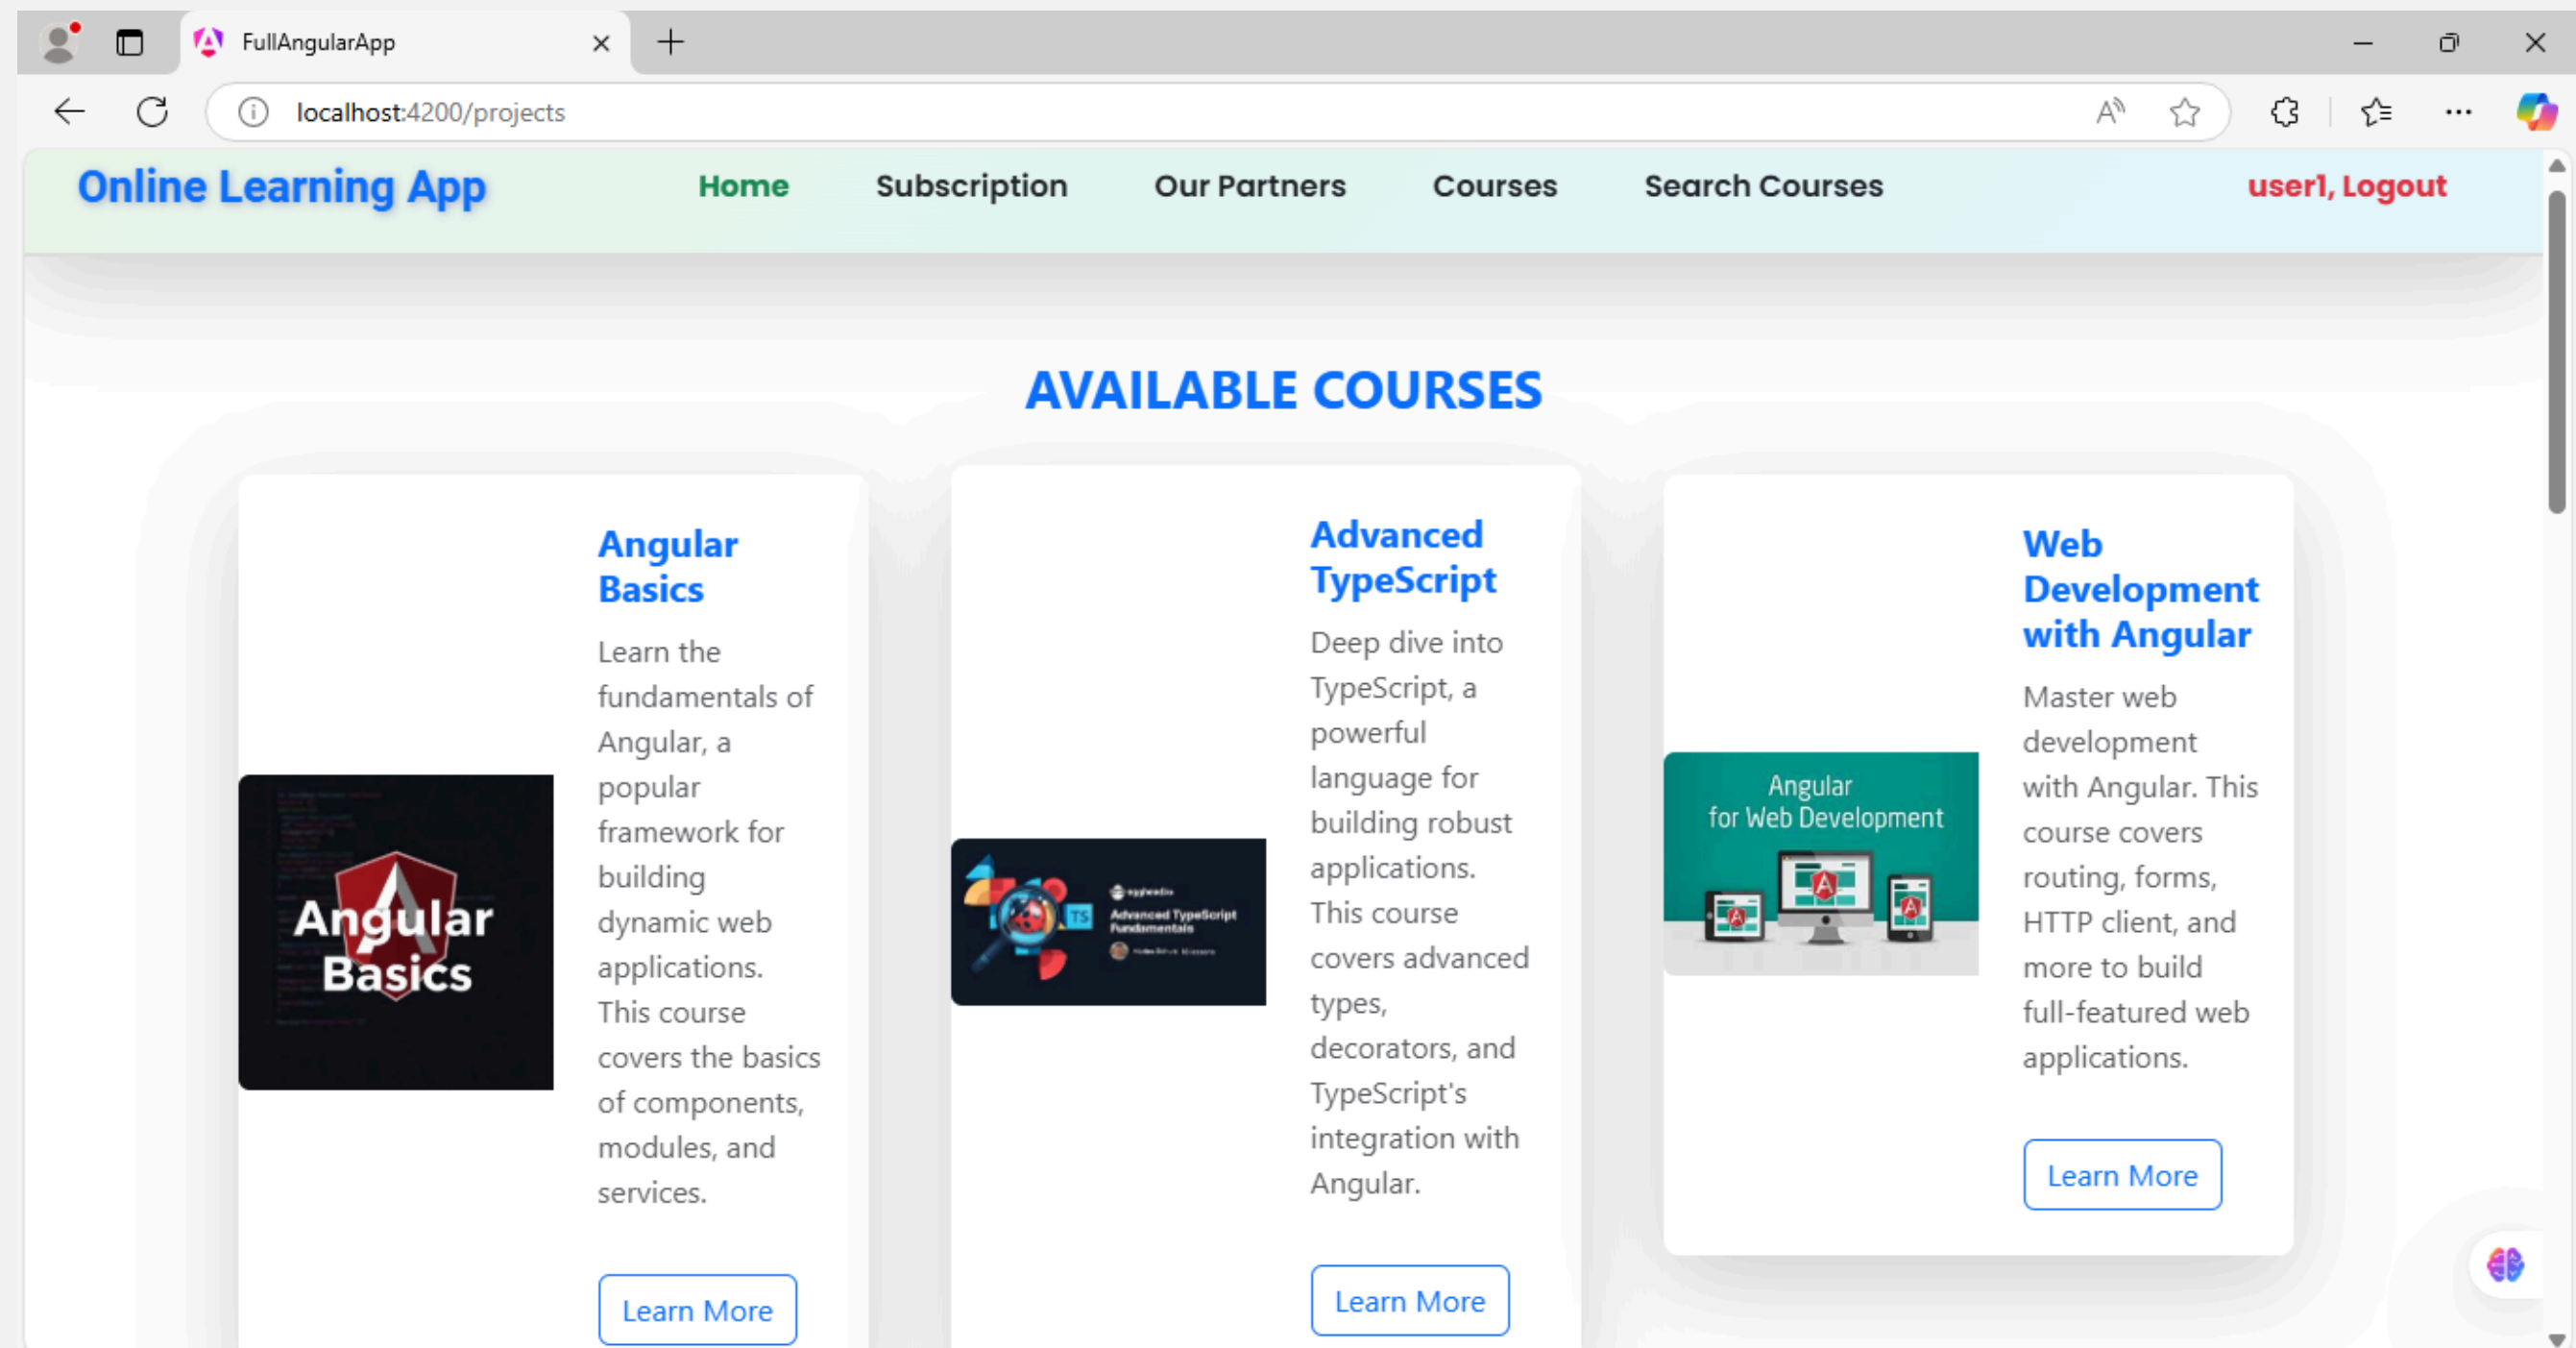 FullAngularApp
localhost:4200/projects
Online Learning App
Home
Subscription
Our Partners
Courses
Search Courses
user1, Logout
AVAILABLE COURSES
Angular
Basics
Learn the
fundamentals of
Angular, a
popular
framework for
building
dynamic web
applications.
This course
covers the basics
of components,
modules, and
services.
Learn More
Angular
Basics
Advanced
TypeScript
Deep dive into
TypeScript, a
powerful
language for
building robust
applications.
This course
covers advanced
types,
decorators, and
TypeScript's
integration with
Angular.
Learn More
TS
Advanced TypeScript
Fundamentals
Web
Development
with Angular
Master web
development
with Angular. This
course covers
routing, forms,
HTTP client, and
more to build
full-featured web
applications.
Learn More
Angular
for Web Development